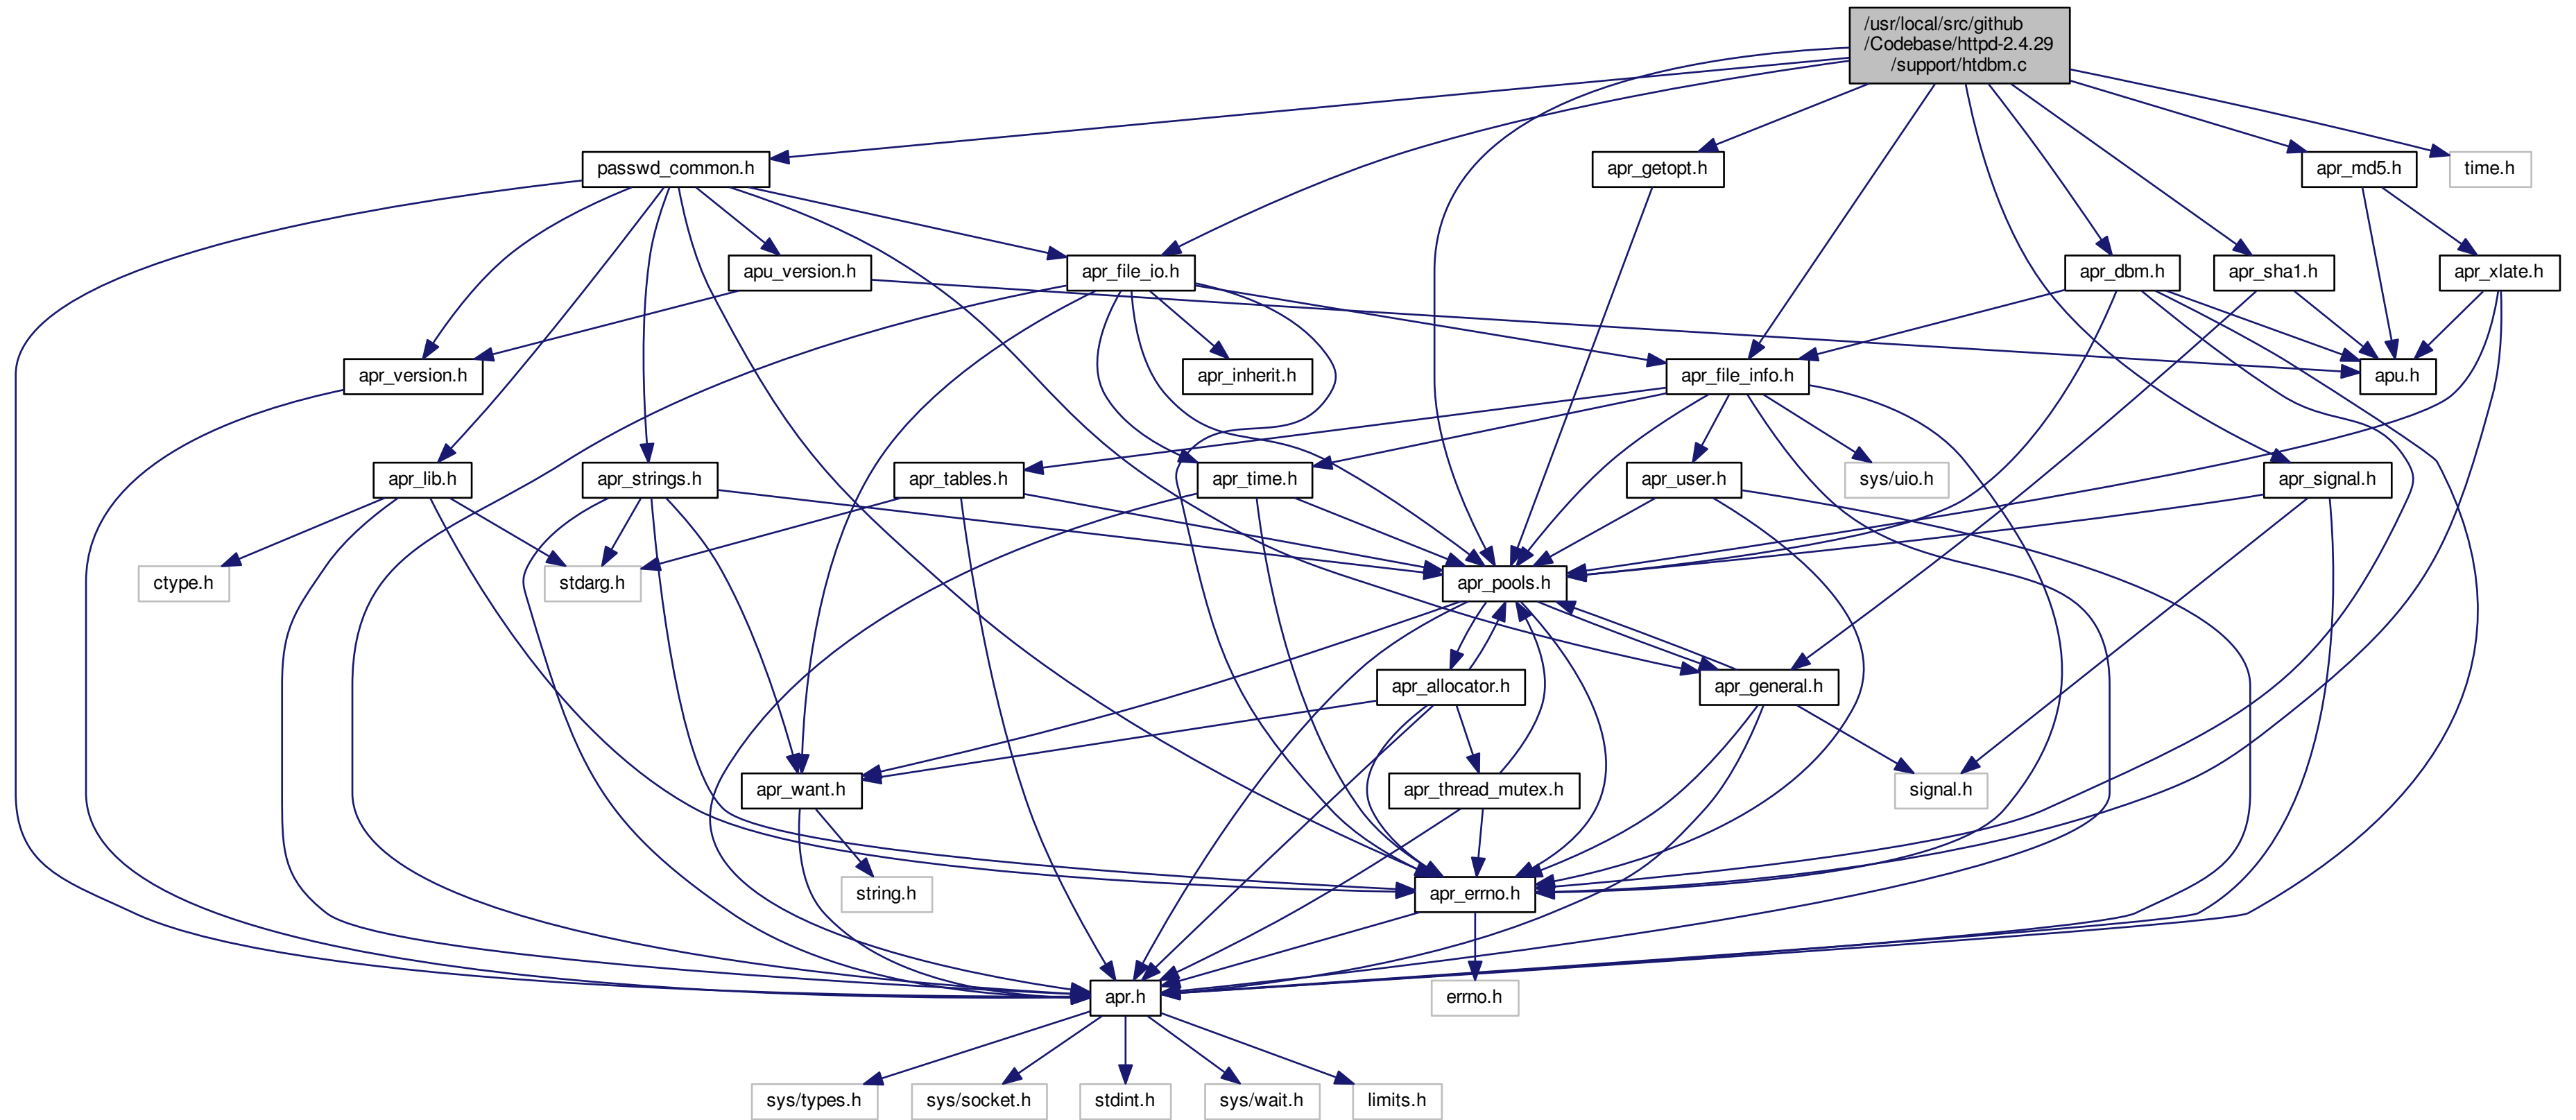 /usr/local/src/github
/Codebase/httpd-2.4.29
/support/htdbm.c
passwd_common.h
apr_getopt.h
apr_md5.h
time.h
apu_version.h
apr_file_io.h
apr_dbm.h
apr_sha1.h
apr_xlate.h
apr_version.h
apr_inherit.h
apr_file_info.h
apu.h
apr_lib.h
apr_strings.h
apr_tables.h
apr_time.h
apr_user.h
sys/uio.h
apr_signal.h
ctype.h
stdarg.h
apr_pools.h
apr_allocator.h
apr_general.h
apr_want.h
apr_thread_mutex.h
signal.h
string.h
apr_errno.h
apr.h
errno.h
sys/types.h
sys/socket.h
stdint.h
sys/wait.h
limits.h